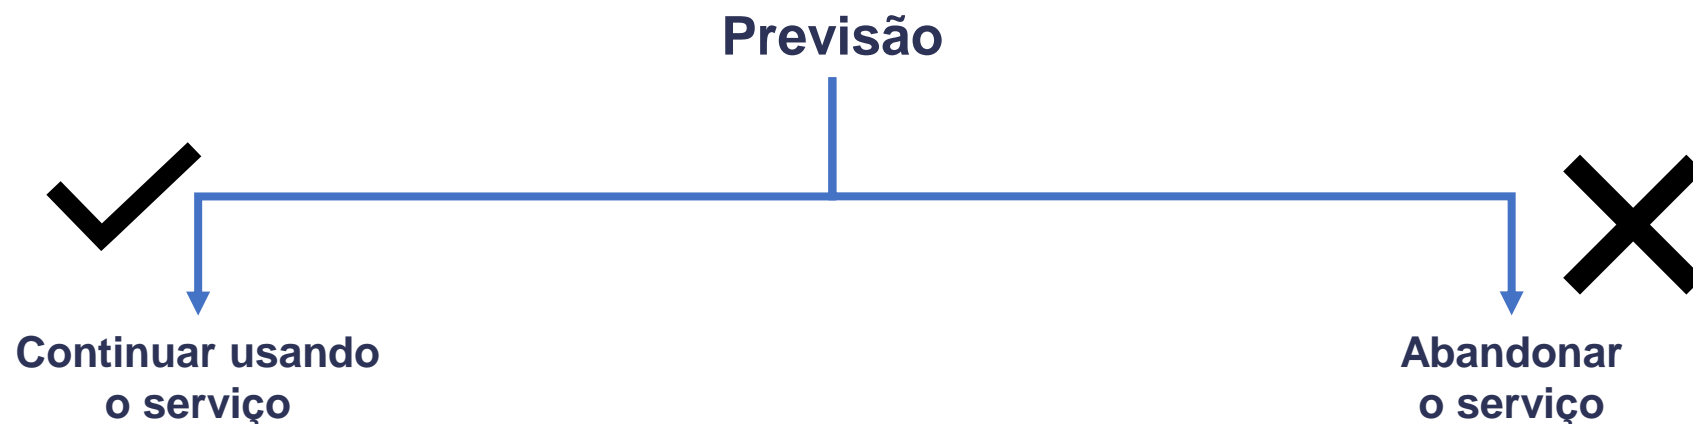 Previsão
Continuar usando
o serviço
Abandonar
o serviço